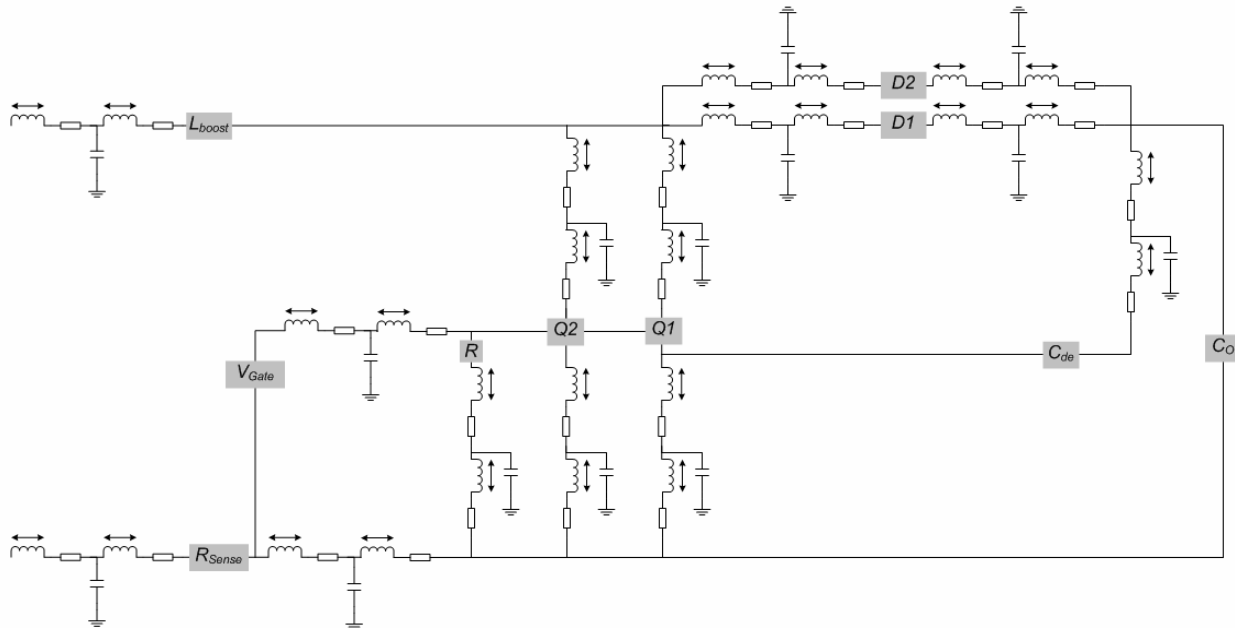 D2
L_boost
D1
Q2
Q1
R
C_de
C_O
V_Gate
R_Sense